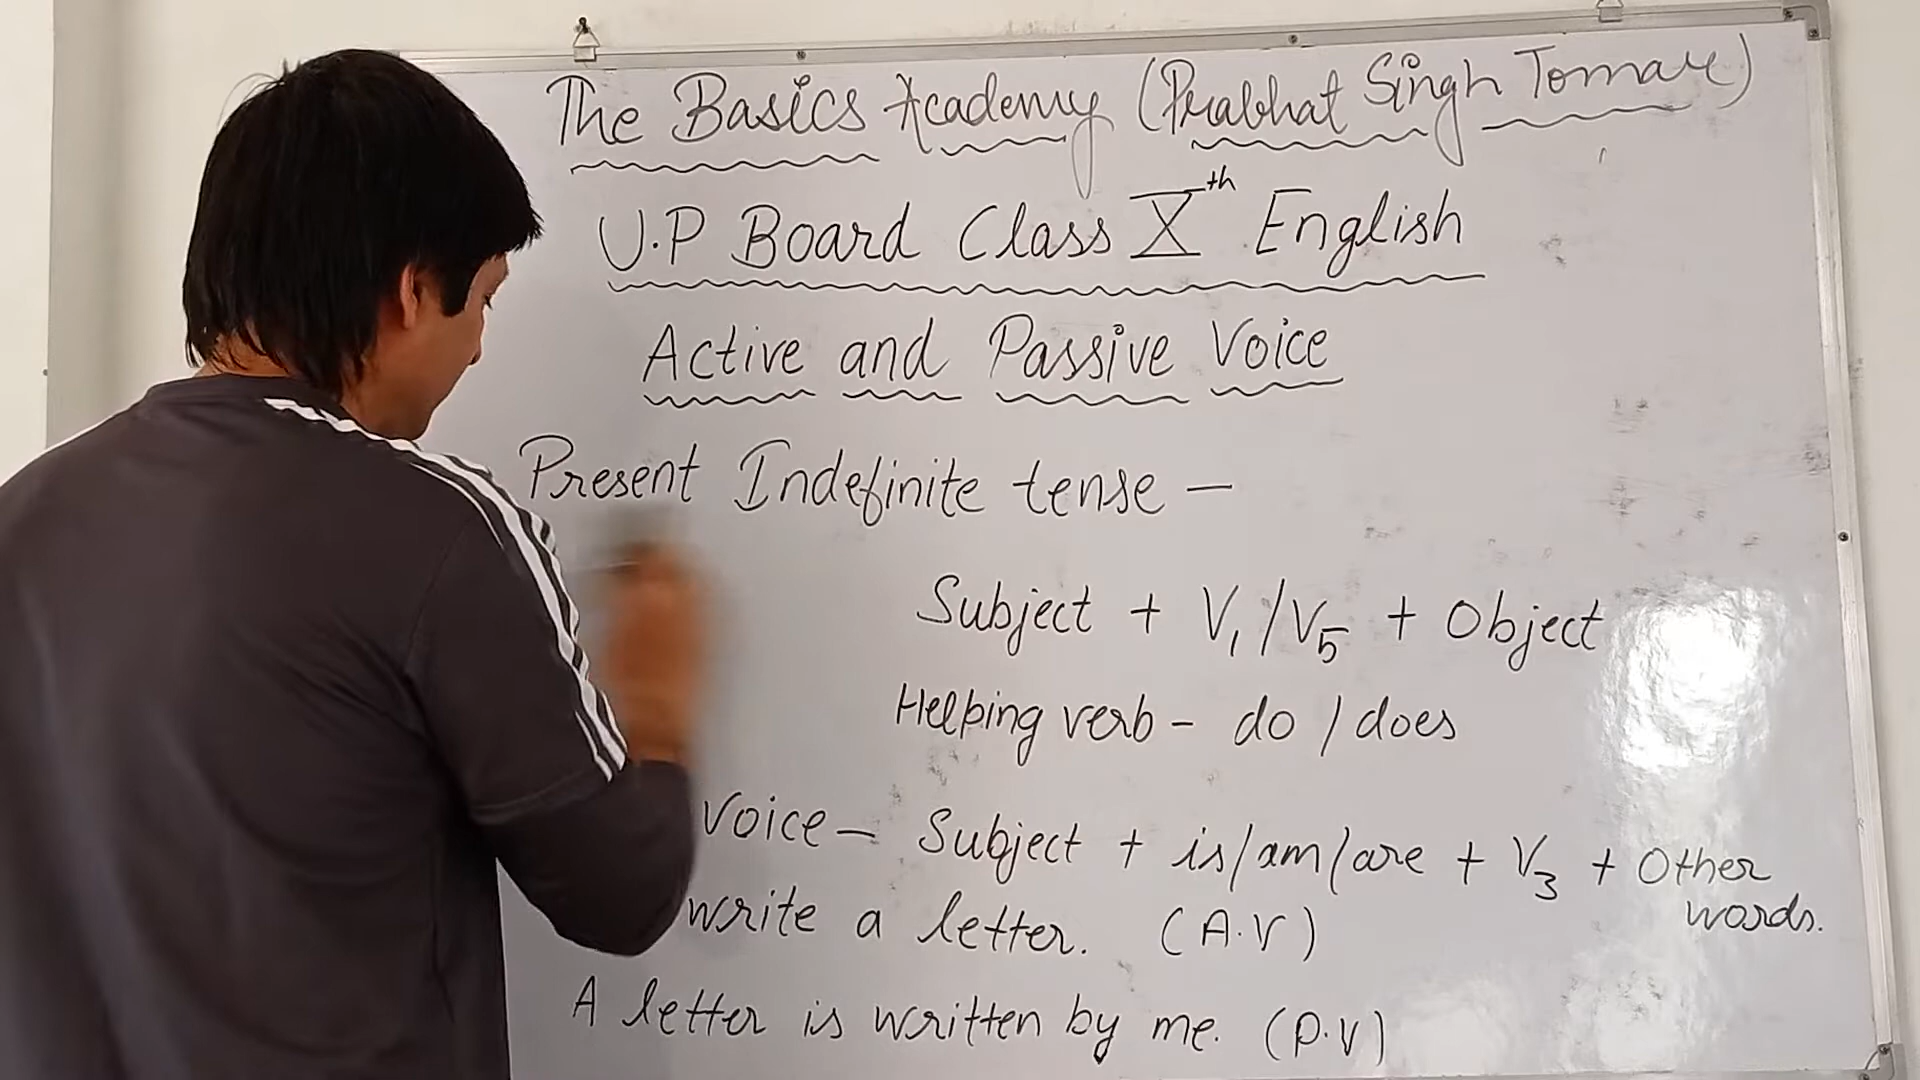 The Basics Academy (Prabhat Singh Tomar)
U.P Board Class Xth English
Active and Passive Voice
Present Indefinite tense —
Subject + V1/V5 + Object
Helping verb - do / does
Voice — Subject + is/am/are + V3 + Other words.
write a letter. (A.V)
A letter is written by me. (P.V)